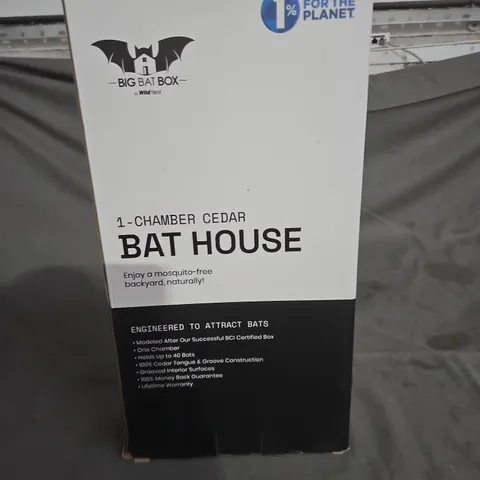 1% FOR THE
PLANET
BIG BAT BOX
by Wild Yard
1-CHAMBER CEDAR
BAT HOUSE
Enjoy a mosquito-free
backyard, naturally!
ENGINEERED TO ATTRACT BATS
• Modeled After Our Successful BCI Certified Box
• One Chamber
• Holds Up to 40 Bats
• 100% Cedar Tongue & Groove Construction
• Grooved Interior Surfaces
• 100% Money Back Guarantee
• Lifetime Warranty